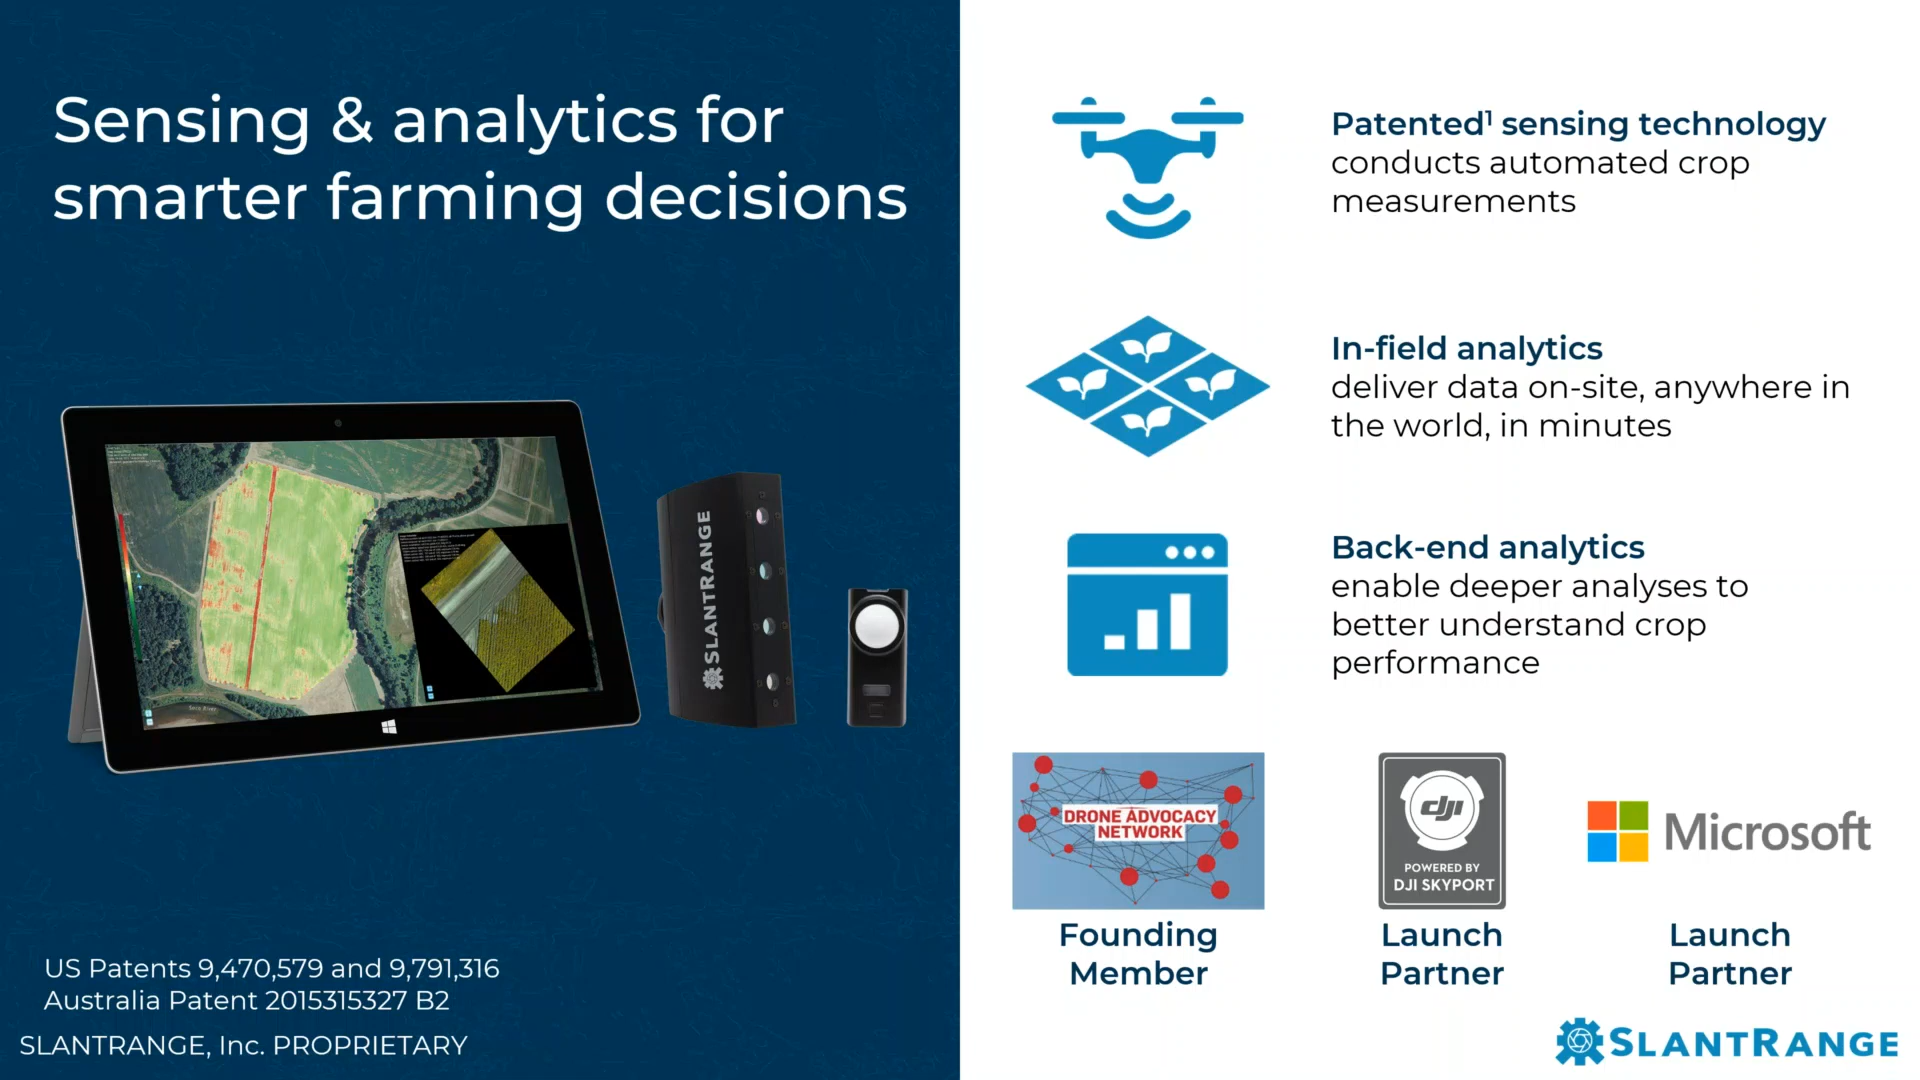 Sensing & analytics for
smarter farming decisions
SLANTRANGE
US Patents 9,470,579 and 9,791,316
Australia Patent 2015315327 B2
SLANTRANGE, Inc. PROPRIETARY
Patented¹ sensing technology
conducts automated crop
measurements
In-field analytics
deliver data on-site, anywhere in
the world, in minutes
Back-end analytics
enable deeper analyses to
better understand crop
performance
DRONE ADVOCACY
NETWORK
Founding
Member
dji
POWERED BY
DJI SKYPORT
Launch
Partner
Microsoft
Launch
Partner
SLANTRANGE